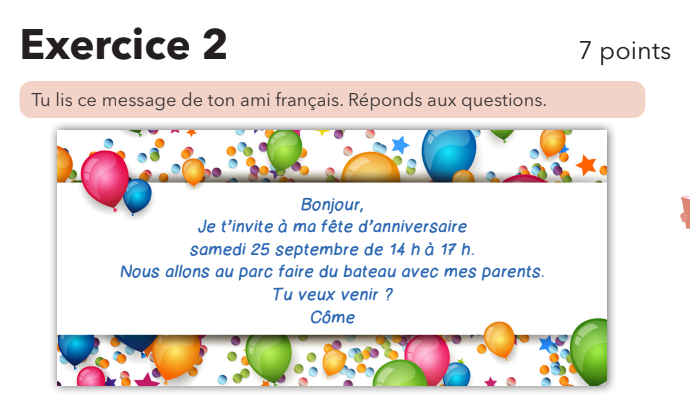 Exercice 2
7 points
Tu lis ce message de ton ami français. Réponds aux questions.
Bonjour,
Je t'invite à ma fête d'anniversaire
samedi 25 septembre de 14 h à 17 h.
Nous allons au parc faire du bateau avec mes parents.
Tu veux venir ?
Côme